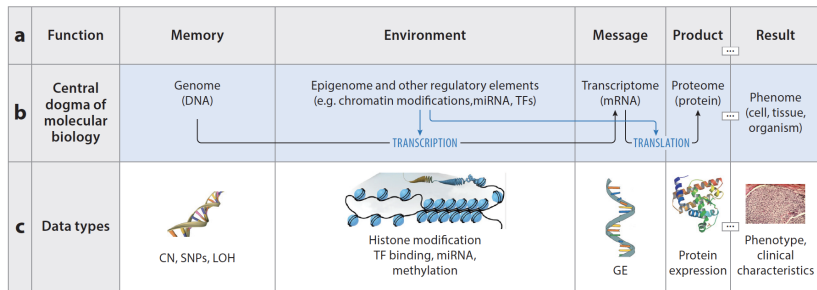 a
Function
Memory
Environment
Message
Product
Result
...
b
Central
dogma of
molecular
biology
Genome
(DNA)
Epigenome and other regulatory elements
(e.g. chromatin modifications,miRNA, TFs)
Transcriptome
(mRNA)
Proteome
(protein)
...
Phenome
(cell, tissue,
organism)
TRANSCRIPTION
TRANSLATION
c
Data types
CN, SNPs, LOH
Histone modification
TF binding, miRNA,
methylation
GE
Protein
expression
...
Phenotype,
clinical
characteristics